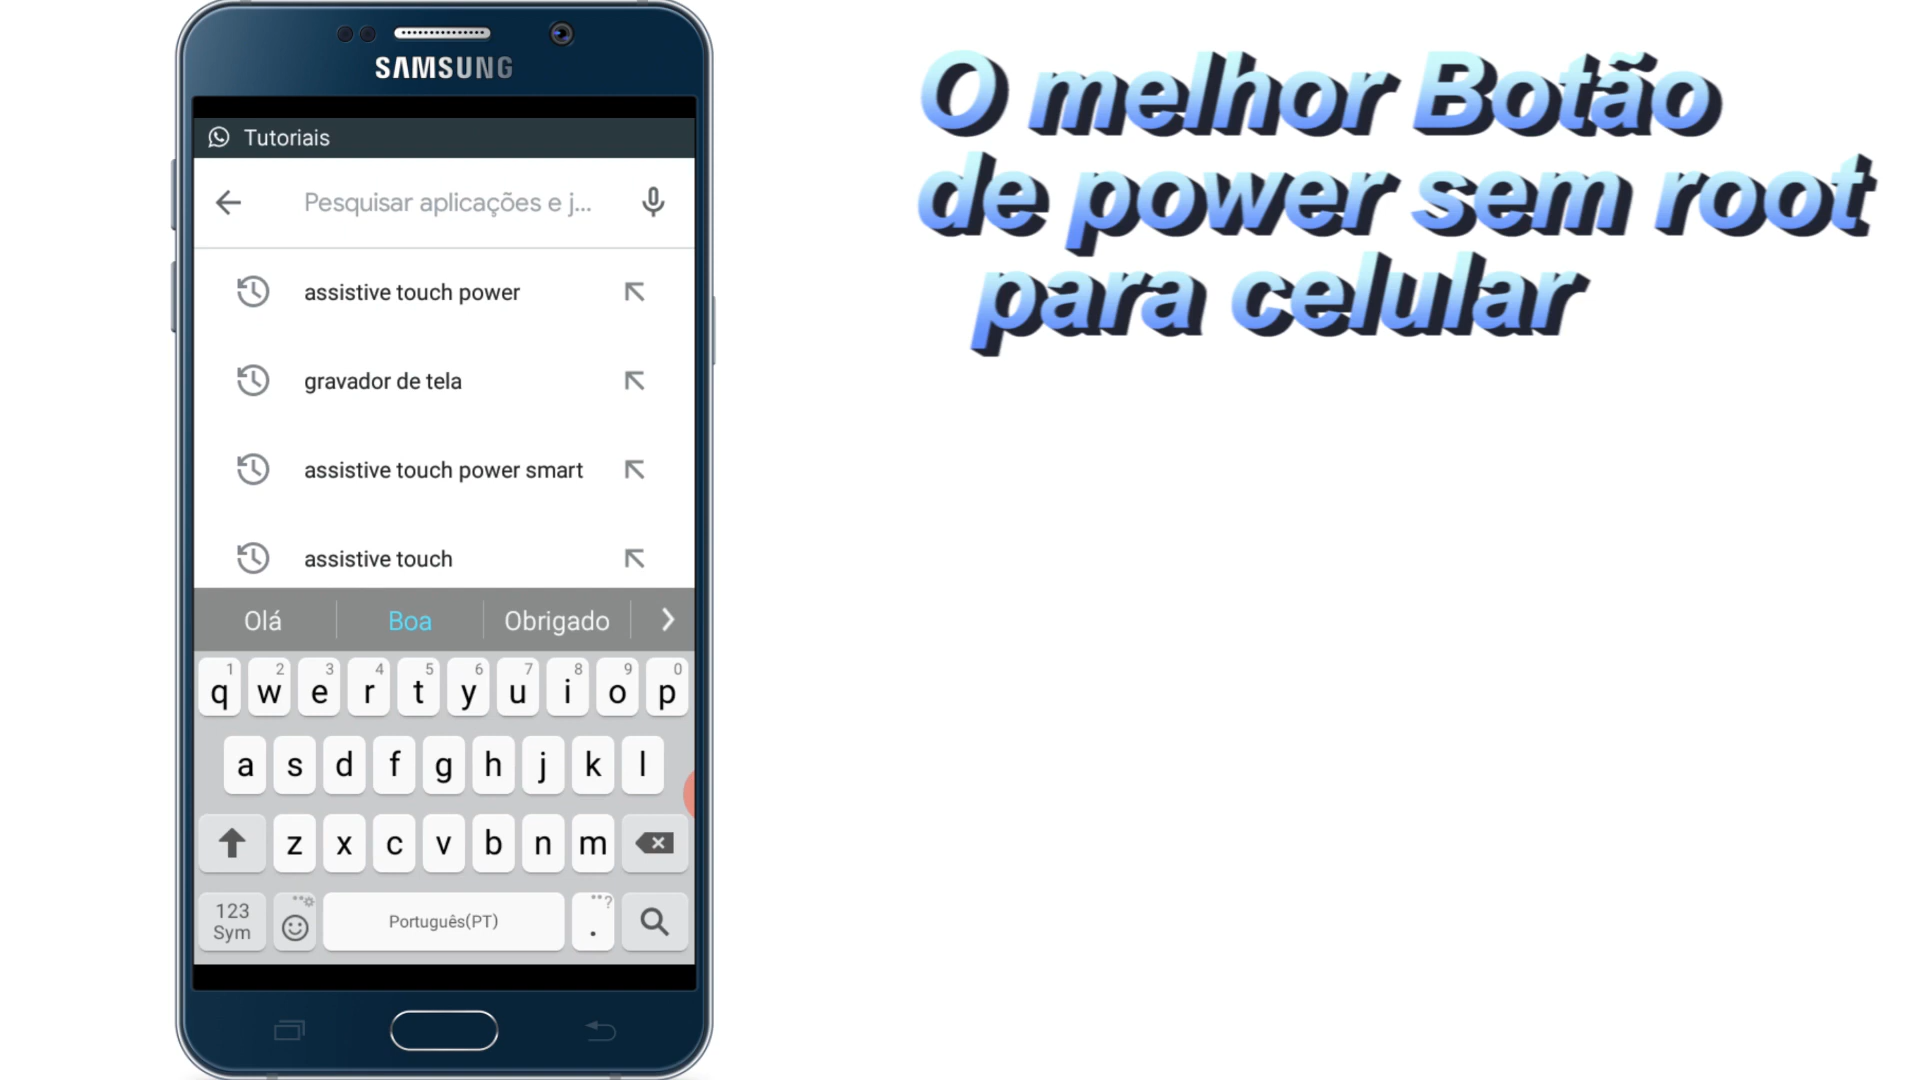 SAMSUNG
Tutoriais
Pesquisar aplicações e j...
assistive touch power
gravador de tela
assistive touch power smart
assistive touch
Olá Boa Obrigado
1 2 3 4 5 6 7 8 9 0
q w e r t y u i o p
a s d f g h j k l
z x c v b n m
123 Sym Português(PT) . ?
O melhor Botão
de power sem root
para celular